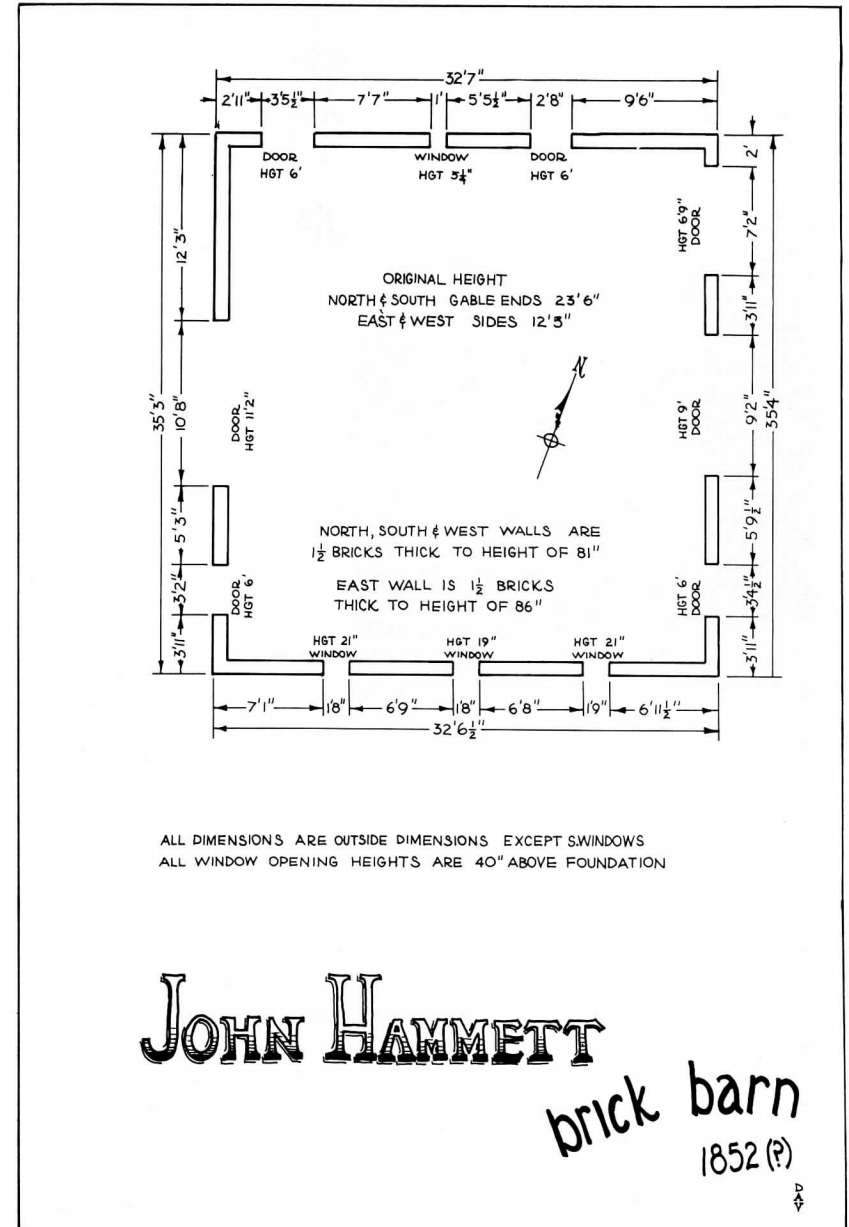 32'7"
2'11" 3'5½" 7'7" 1' 5'5½" 2'8" 9'6"
DOOR
HGT 6'
WINDOW
HGT 5¼"
DOOR
HGT 6'
2'
HGT 6'9"
DOOR
7'2"
12'3"
3'11"
ORIGINAL HEIGHT
NORTH & SOUTH GABLE ENDS 23'6"
EAST & WEST SIDES 12'5"
N
35'3"
10'8"
DOOR
HGT 11'2"
HGT 9'
DOOR
9'2"
35'4"
NORTH, SOUTH & WEST WALLS ARE
1½ BRICKS THICK TO HEIGHT OF 81"
EAST WALL IS 1½ BRICKS
THICK TO HEIGHT OF 86"
5'3"
5'9½"
3'2"
DOOR
HGT 6'
HGT 6'
DOOR
3'4½"
3'11"
HGT 21"
WINDOW
HGT 19"
WINDOW
HGT 21"
WINDOW
3'11"
7'1" 1'8" 6'9" 1'8" 6'8" 1'9" 6'11½"
32'6½"
ALL DIMENSIONS ARE OUTSIDE DIMENSIONS EXCEPT S.WINDOWS
ALL WINDOW OPENING HEIGHTS ARE 40" ABOVE FOUNDATION
JOHN HAMMETT
brick barn
1852 (?)
DAV